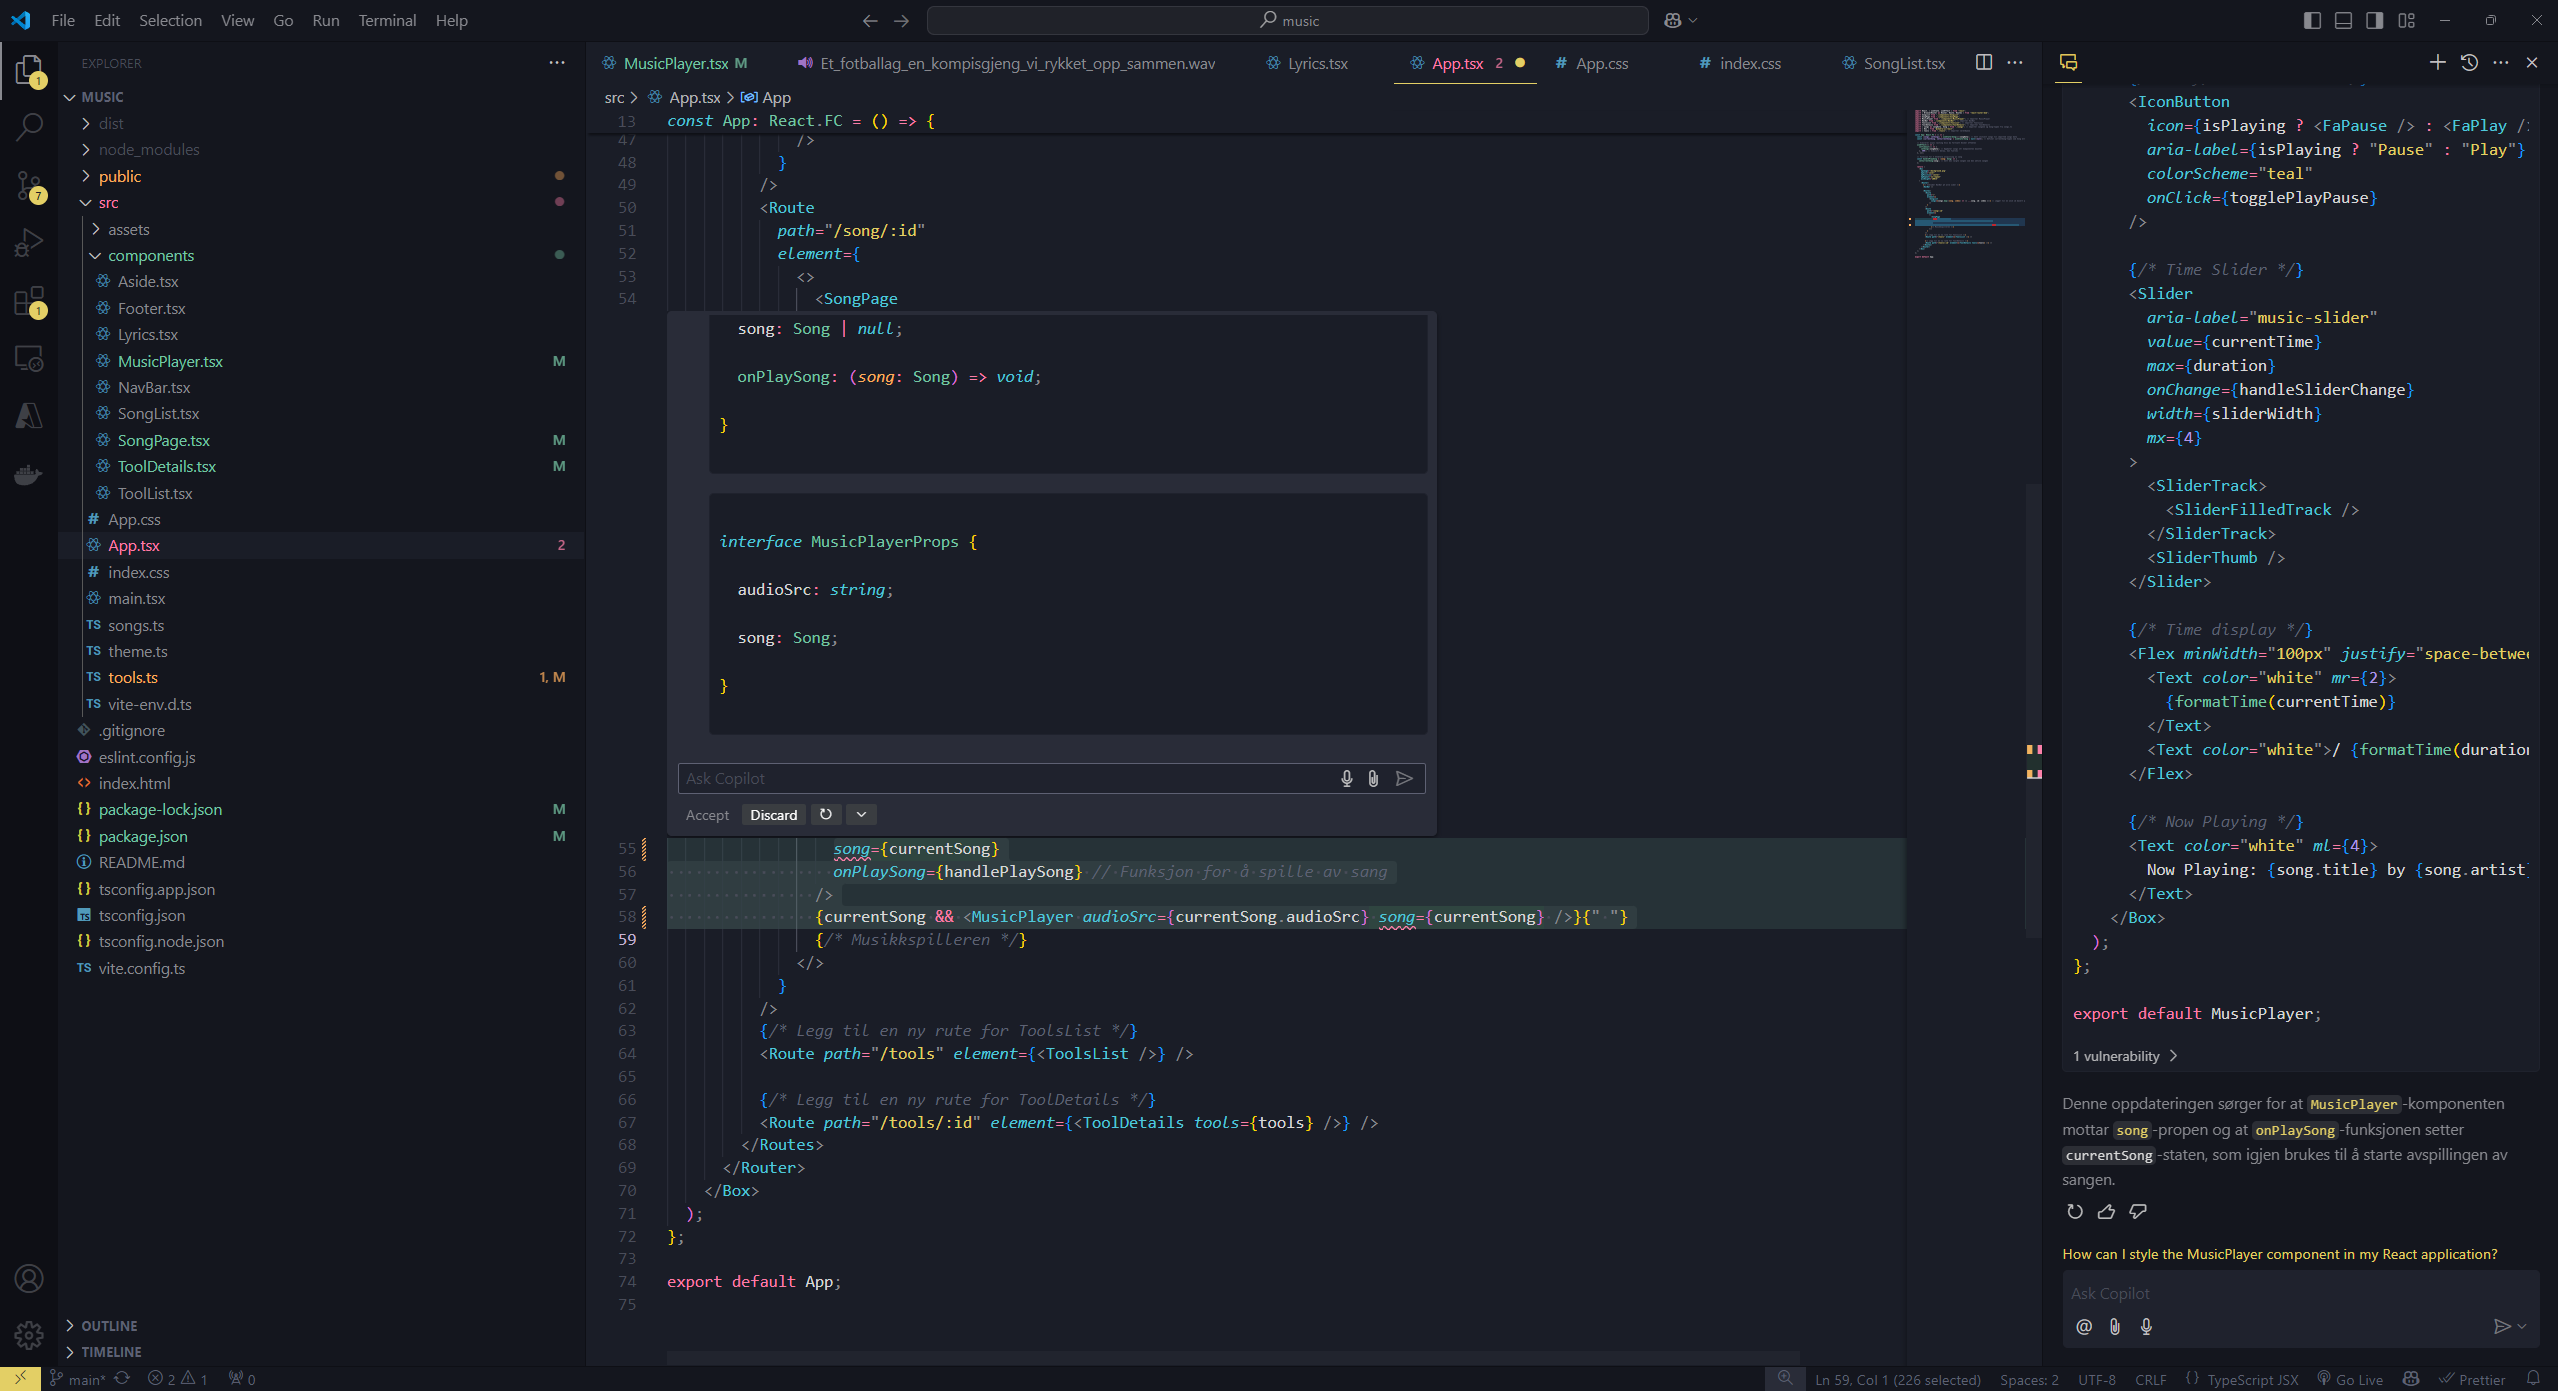 File Edit Selection View Go Run Terminal Help
music
EXPLORER
MUSIC
dist
node_modules
public
src
assets
components
Aside.tsx
Footer.tsx
Lyrics.tsx
MusicPlayer.tsx M
NavBar.tsx
SongList.tsx
SongPage.tsx M
ToolDetails.tsx M
ToolList.tsx
# App.css
App.tsx 2
# index.css
main.tsx
TS songs.ts
TS theme.ts
TS tools.ts 1, M
TS vite-env.d.ts
.gitignore
eslint.config.js
<> index.html
{} package-lock.json M
{} package.json M
README.md
{} tsconfig.app.json
TS tsconfig.json
{} tsconfig.node.json
TS vite.config.ts
OUTLINE
TIMELINE
1
7
1
MusicPlayer.tsx M Et_fotballag_en_kompisgjeng_vi_rykket_opp_sammen.wav Lyrics.tsx App.tsx 2 # App.css # index.css SongList.tsx
src > App.tsx > App
13 const App: React.FC = () => {
47 />
48 }
49 />
50 <Route
51 path="/song/:id"
52 element={
53 <>
54 <SongPage
song: Song | null;
onPlaySong: (song: Song) => void;
}
interface MusicPlayerProps {
audioSrc: string;
song: Song;
}
Ask Copilot
Accept Discard
55 song={currentSong}
56 onPlaySong={handlePlaySong} // Funksjon for å spille av sang
57 />
58 {currentSong && <MusicPlayer audioSrc={currentSong.audioSrc} song={currentSong} />}{" "}
59 {/* Musikkspilleren */}
60 </>
61 }
62 />
63 {/* Legg til en ny rute for ToolsList */}
64 <Route path="/tools" element={<ToolsList />} />
65
66 {/* Legg til en ny rute for ToolDetails */}
67 <Route path="/tools/:id" element={<ToolDetails tools={tools} />} />
68 </Routes>
69 </Router>
70 </Box>
71 );
72 };
73
74 export default App;
75
<IconButton
icon={isPlaying ? <FaPause /> : <FaPlay />
aria-label={isPlaying ? "Pause" : "Play"}
colorScheme="teal"
onClick={togglePlayPause}
/>
{/* Time Slider */}
<Slider
aria-label="music-slider"
value={currentTime}
max={duration}
onChange={handleSliderChange}
width={sliderWidth}
mx={4}
>
<SliderTrack>
<SliderFilledTrack />
</SliderTrack>
<SliderThumb />
</Slider>
{/* Time display */}
<Flex minWidth="100px" justify="space-betwee
<Text color="white" mr={2}>
{formatTime(currentTime)}
</Text>
<Text color="white">/ {formatTime(duration
</Flex>
{/* Now Playing */}
<Text color="white" ml={4}>
Now Playing: {song.title} by {song.artist}
</Text>
</Box>
);
};
export default MusicPlayer;
1 vulnerability >
Denne oppdateringen sørger for at MusicPlayer-komponenten
mottar song-propen og at onPlaySong-funksjonen setter
currentSong-staten, som igjen brukes til å starte avspillingen av
sangen.
How can I style the MusicPlayer component in my React application?
Ask Copilot
@
main* 2 1 0
Ln 59, Col 1 (226 selected) Spaces: 2 UTF-8 CRLF {} TypeScript JSX Go Live Prettier